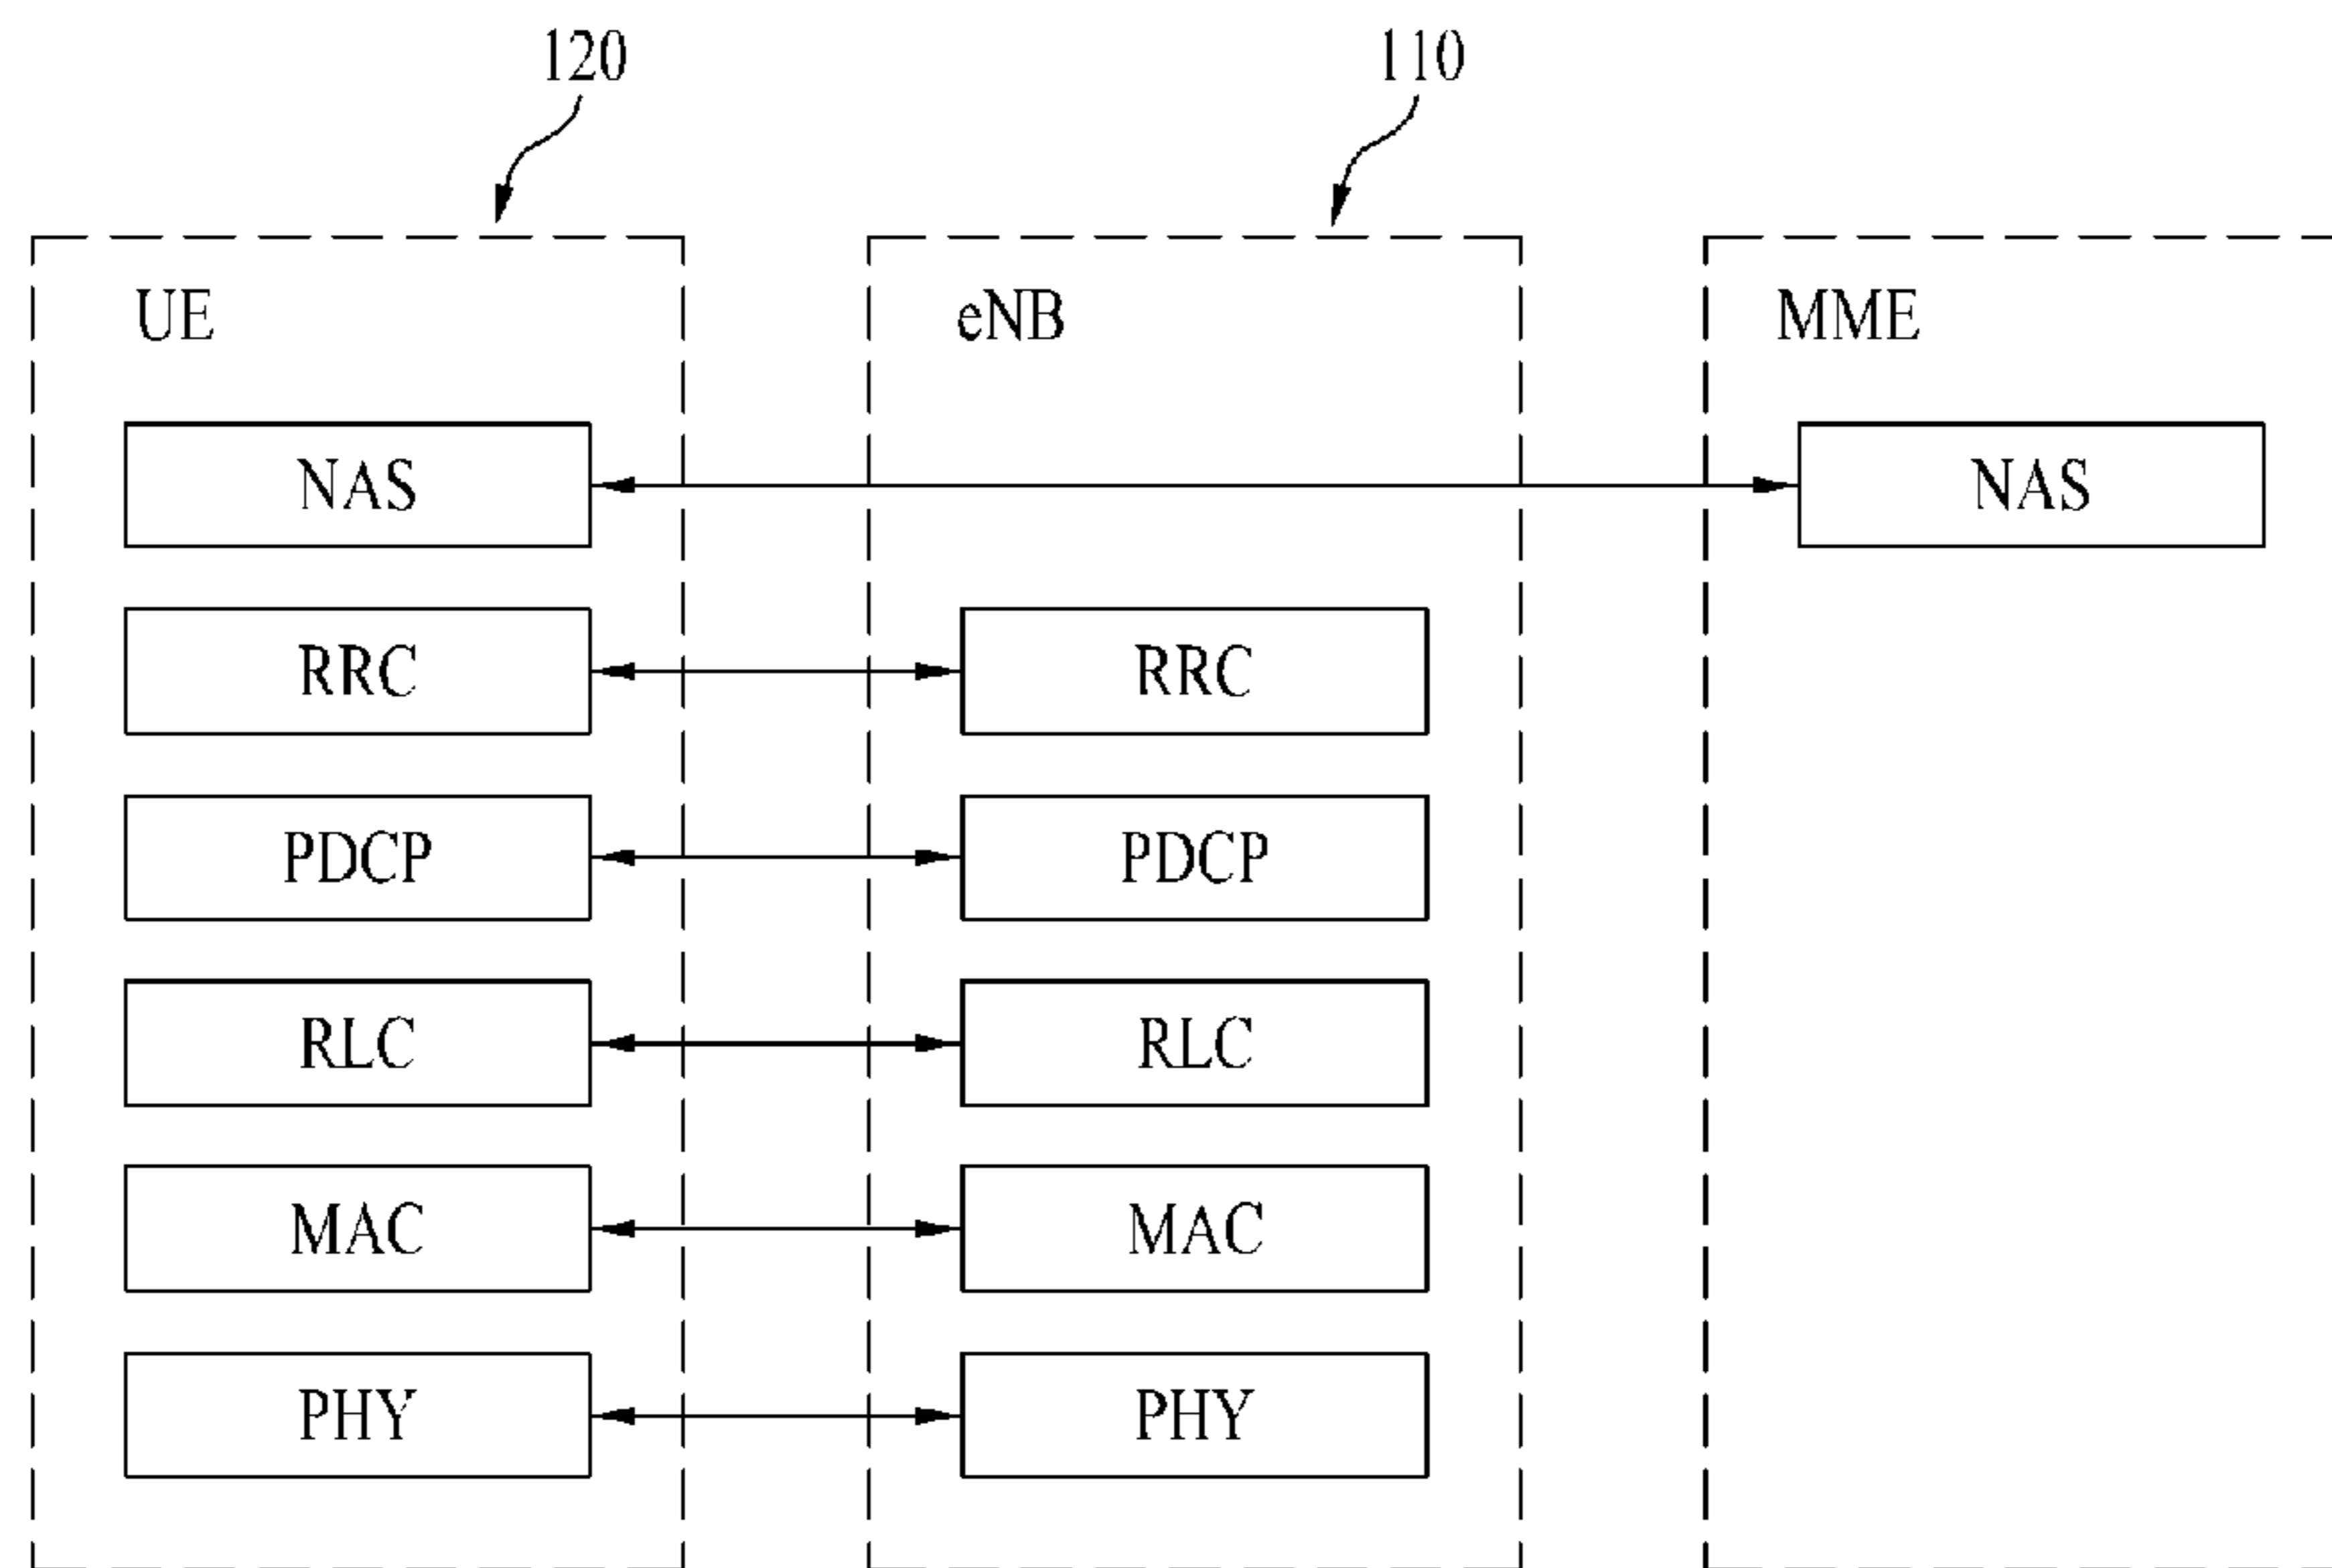 120 110
UE eNB MME
NAS NAS
RRC RRC
PDCP PDCP
RLC RLC
MAC MAC
PHY PHY